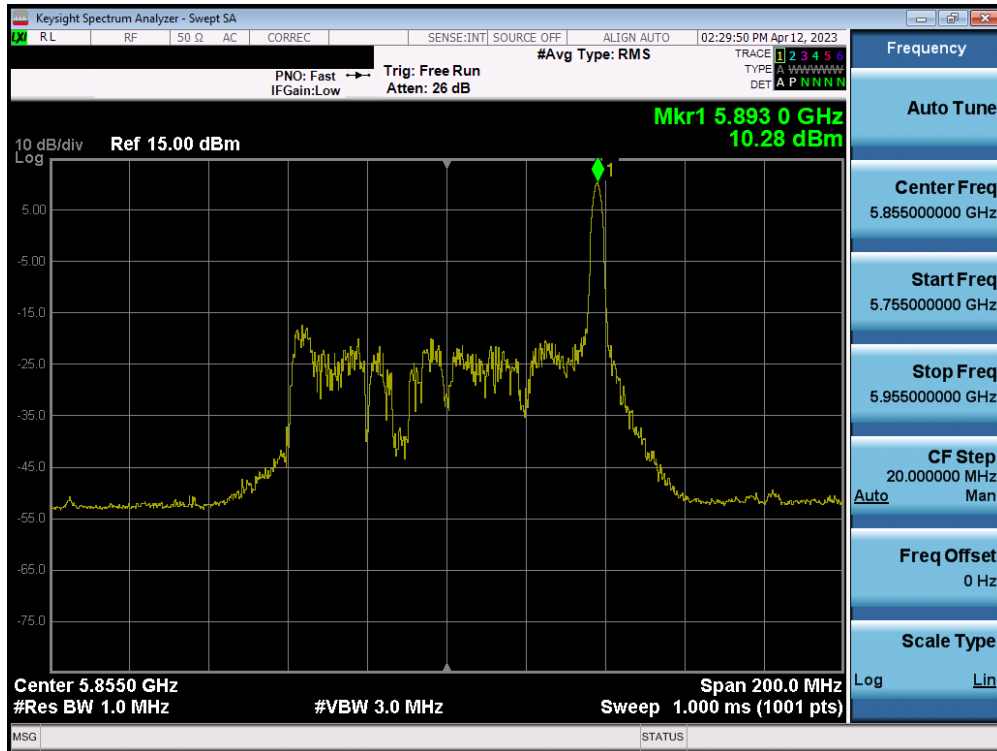 Keysight Spectrum Analyzer - Swept SA
LXI RL RF 50 Ω AC CORREC SENSE:INT SOURCE OFF ALIGN AUTO 02:29:50 PM Apr 12, 2023
#Avg Type: RMS
TRACE 1 2 3 4 5 6
TYPE A WWWWW
DET A P N N N N
PNO: Fast
IFGain:Low
Trig: Free Run
Atten: 26 dB
Mkr1 5.893 0 GHz
10.28 dBm
10 dB/div Ref 15.00 dBm
Log
1
5.00
-5.00
-15.0
-25.0
-35.0
-45.0
-55.0
-65.0
-75.0
Center 5.8550 GHz
Span 200.0 MHz
#Res BW 1.0 MHz
#VBW 3.0 MHz
Sweep 1.000 ms (1001 pts)
MSG
STATUS
Frequency
Auto Tune
Center Freq
5.855000000 GHz
Start Freq
5.755000000 GHz
Stop Freq
5.955000000 GHz
CF Step
20.000000 MHz
Auto Man
Freq Offset
0 Hz
Scale Type
Log Lin